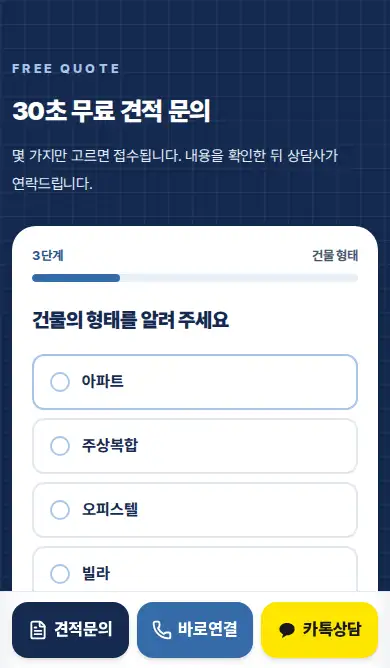 FREE QUOTE
30초 무료 견적 문의
몇 가지만 고르면 접수됩니다. 내용을 확인한 뒤 상담사가
연락드립니다.
3단계
건물 형태
건물의 형태를 알려 주세요
아파트
주상복합
오피스텔
빌라
견적문의
바로연결
카톡상담